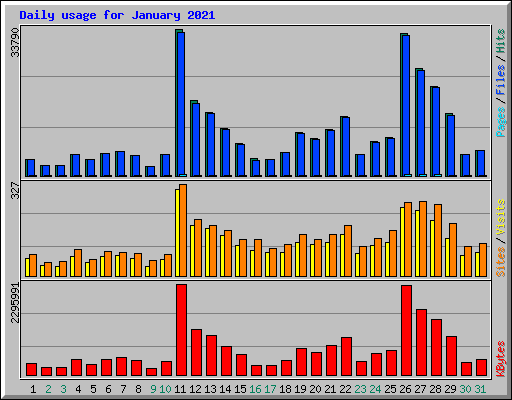 Daily usage for January 2021
33790
Pages / Files / Hits
327
Sites / Visits
2295991
KBytes
1 2 3 4 5 6 7 8 9 10 11 12 13 14 15 16 17 18 19 20 21 22 23 24 25 26 27 28 29 30 31